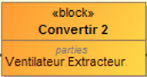 «block»
Convertir 2
parties
Ventilateur Extracteur